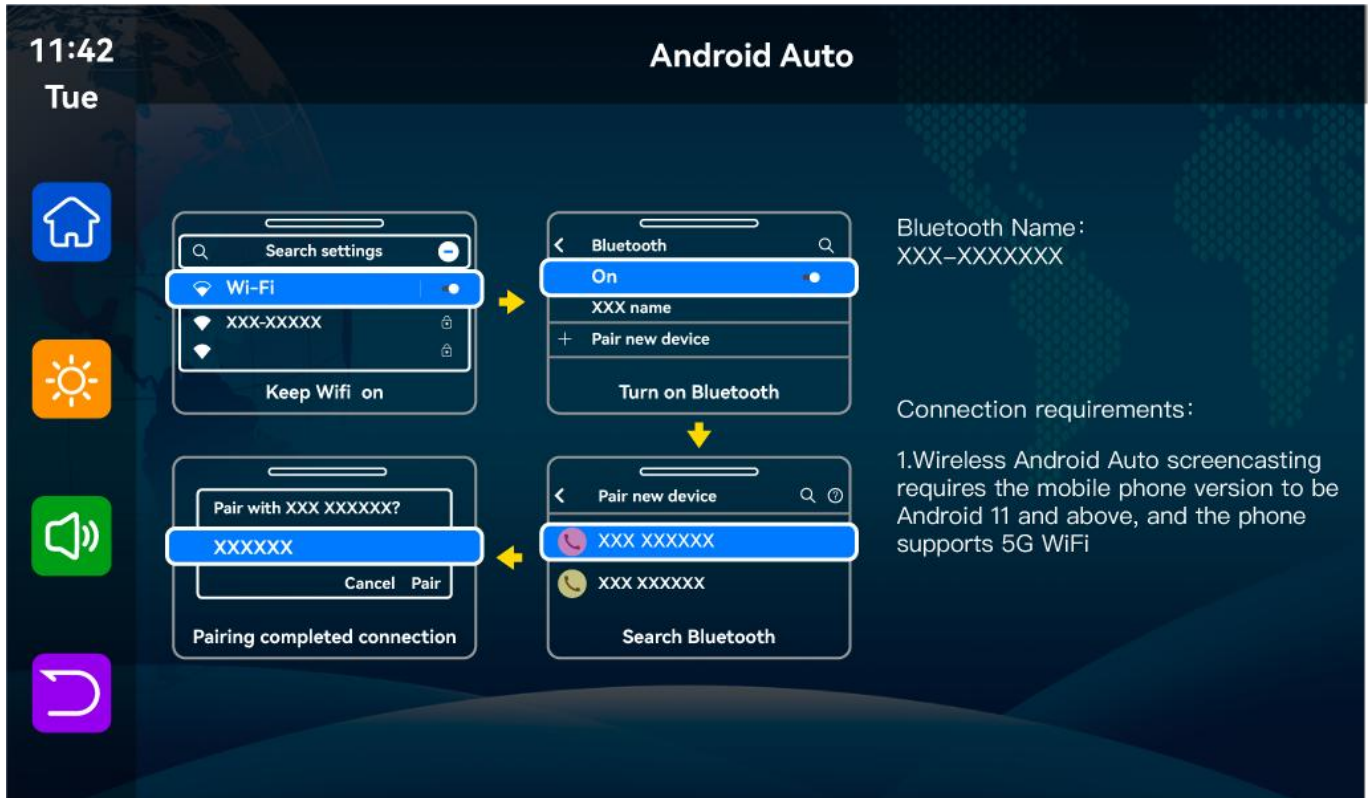 11:42
Tue
Android Auto
Search settings
Wi-Fi
XXX-XXXXX
Keep Wifi on
Bluetooth
On
XXX name
Pair new device
Turn on Bluetooth
Pair new device
XXX XXXXXX
XXX XXXXXX
Search Bluetooth
Pair with XXX XXXXXX?
XXXXXX
Cancel Pair
Pairing completed connection
Bluetooth Name:
XXX-XXXXXXX
Connection requirements:
1.Wireless Android Auto screencasting
requires the mobile phone version to be
Android 11 and above, and the phone
supports 5G WiFi